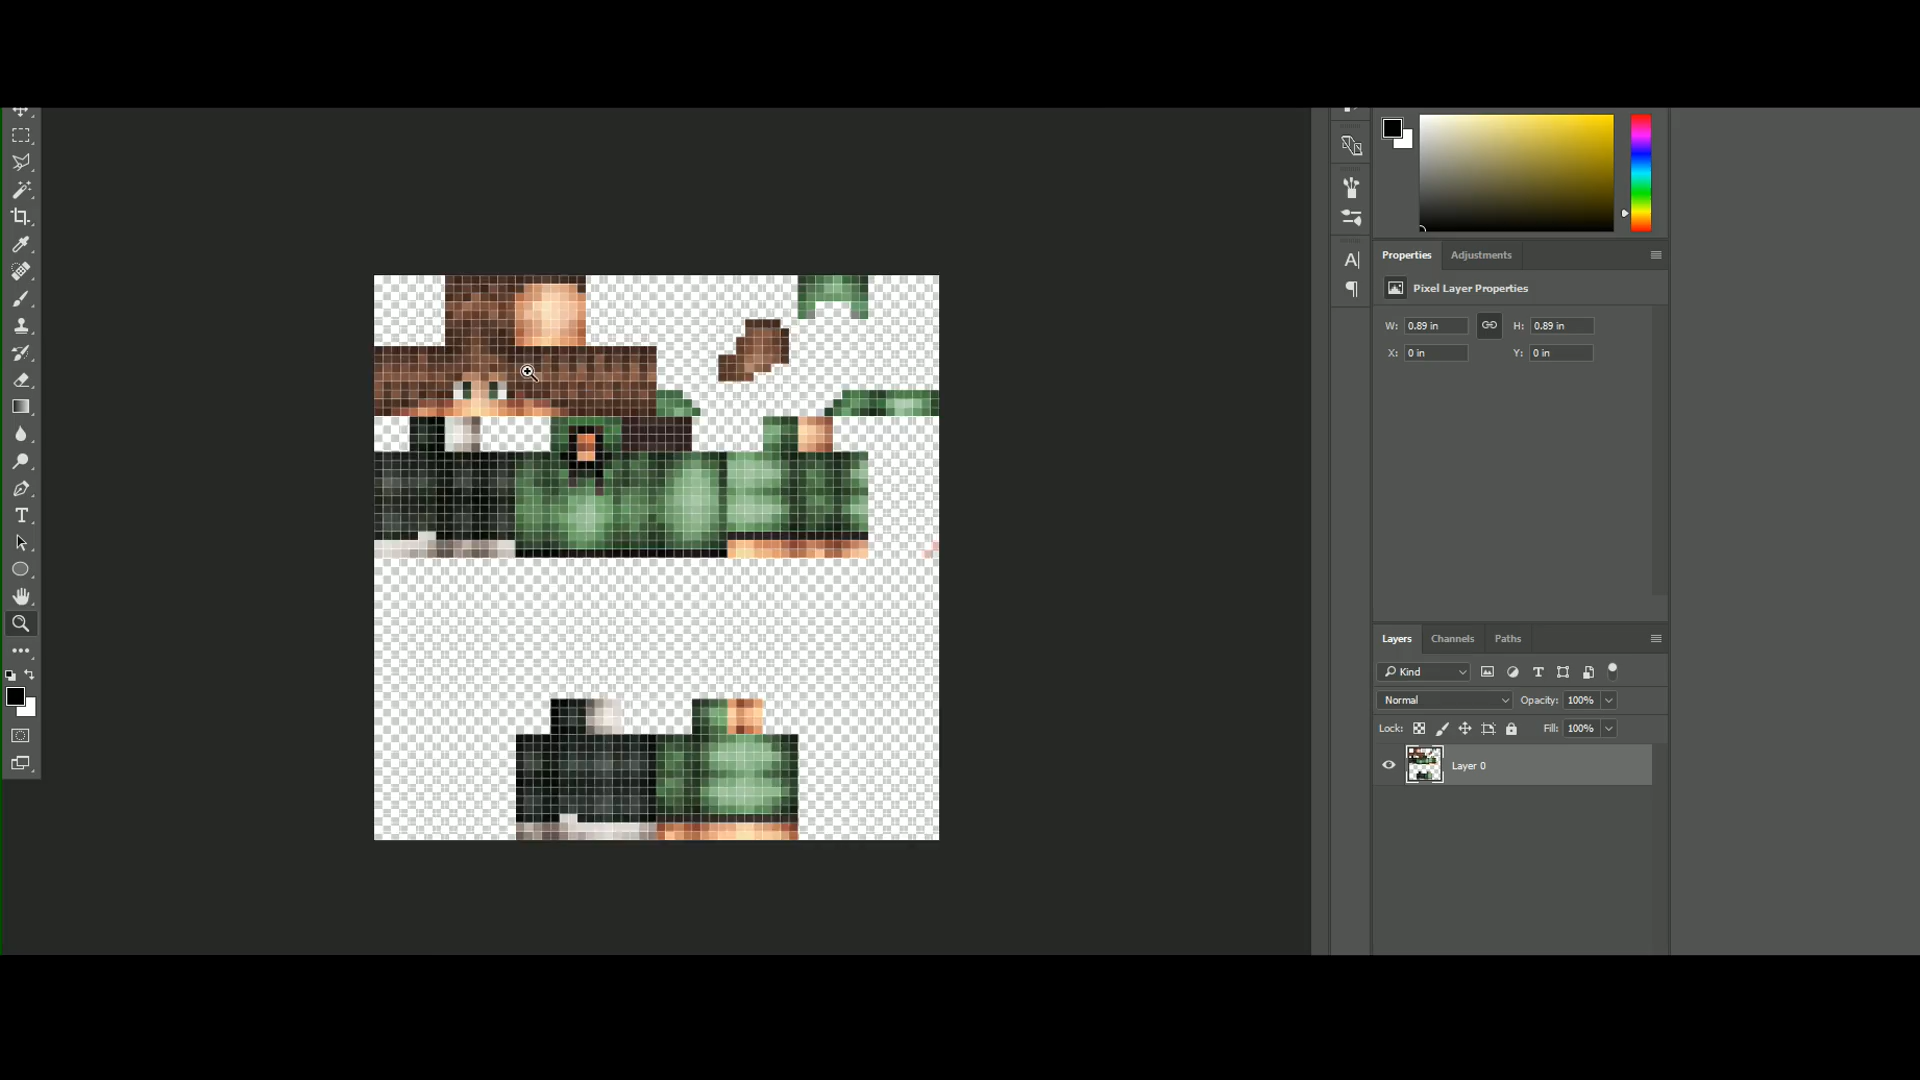 Properties
Adjustments
Pixel Layer Properties
W: 0.89 in
H: 0.89 in
X: 0 in
Y: 0 in
Layers
Channels
Paths
Kind
T
Normal
Opacity: 100%
Lock:
Fill: 100%
Layer 0
A
T